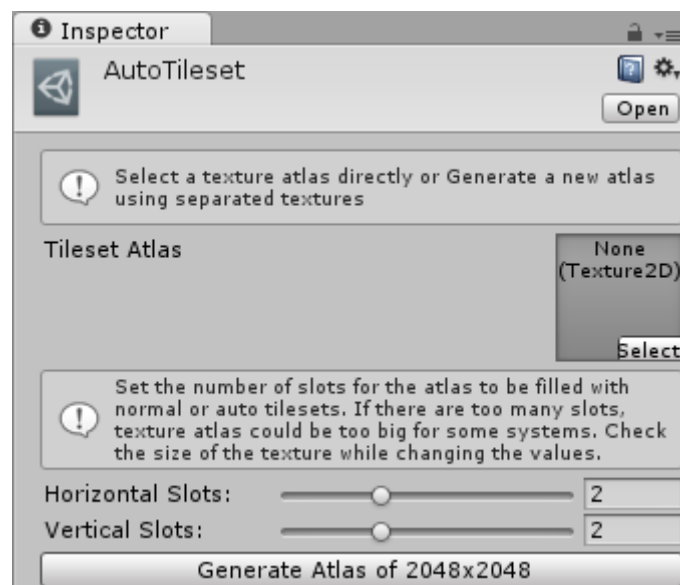 Inspector
AutoTileset
Open
Select a texture atlas directly or Generate a new atlas
using separated textures
Tileset Atlas
None
(Texture2D)
Select
Set the number of slots for the atlas to be filled with
normal or auto tilesets. If there are too many slots,
texture atlas could be too big for some systems. Check
the size of the texture while changing the values.
Horizontal Slots: 2
Vertical Slots: 2
Generate Atlas of 2048x2048